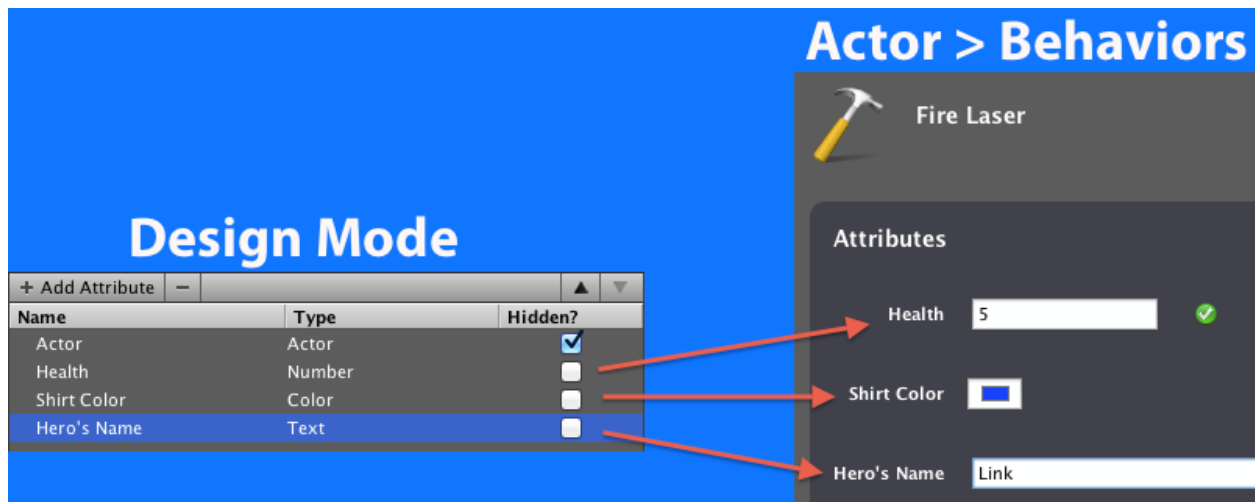 Actor > Behaviors
Fire Laser
Design Mode
+ Add Attribute −
Name Type Hidden?
Actor Actor
Health Number
Shirt Color Color
Hero's Name Text
Attributes
Health 5
Shirt Color
Hero's Name Link